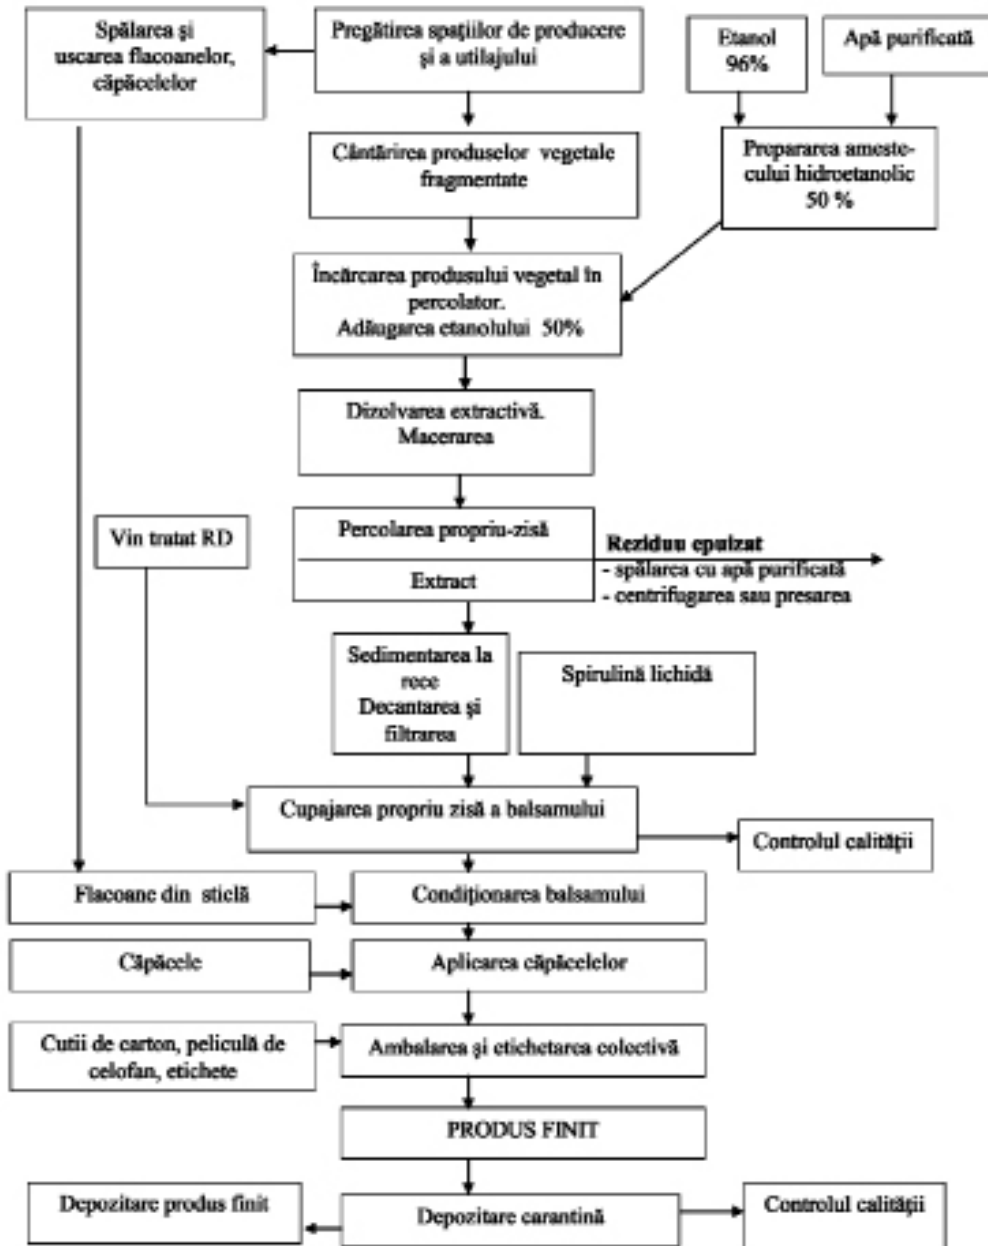 Spălarea și
uscarea flacoanelor,
căpăcelelor
Pregătirea spațiilor de producere
și a utilajului
Etanol
96%
Apă purificată
Cântărirea produselor vegetale
fragmentate
Prepararea ameste-
cului hidroetanolic
50 %
Încărcarea produsului vegetal în
percolator.
Adăugarea etanolului 50%
Dizolvarea extractivă.
Macerarea
Vin tratat RD
Percolarea propriu-zisă
Extract
Reziduu epuizat
- spălarea cu apă purificată
- centrifugarea sau presarea
Sedimentarea la
rece
Decantarea și
filtrarea
Spirulină lichidă
Cupajarea propriu zisă a balsamului
Controlul calității
Flacoane din sticlă
Condiționarea balsamului
Căpăcele
Aplicarea căpăcelelor
Cutii de carton, peliculă de
celofan, etichete
Ambalarea și etichetarea colectivă
PRODUS FINIT
Depozitare produs finit
Depozitare carantină
Controlul calității